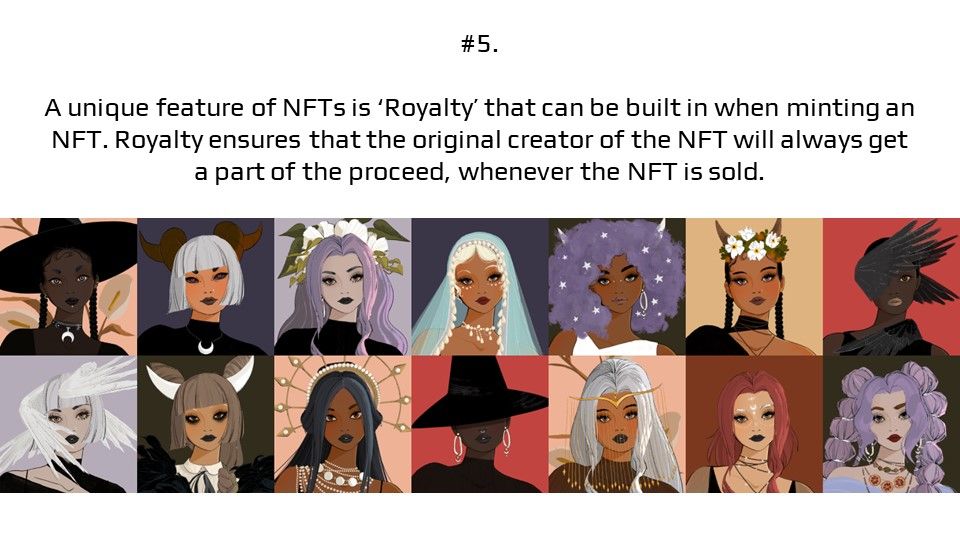 #5.
A unique feature of NFTs is ‘Royalty’ that can be built in when minting an
NFT. Royalty ensures that the original creator of the NFT will always get
a part of the proceed, whenever the NFT is sold.